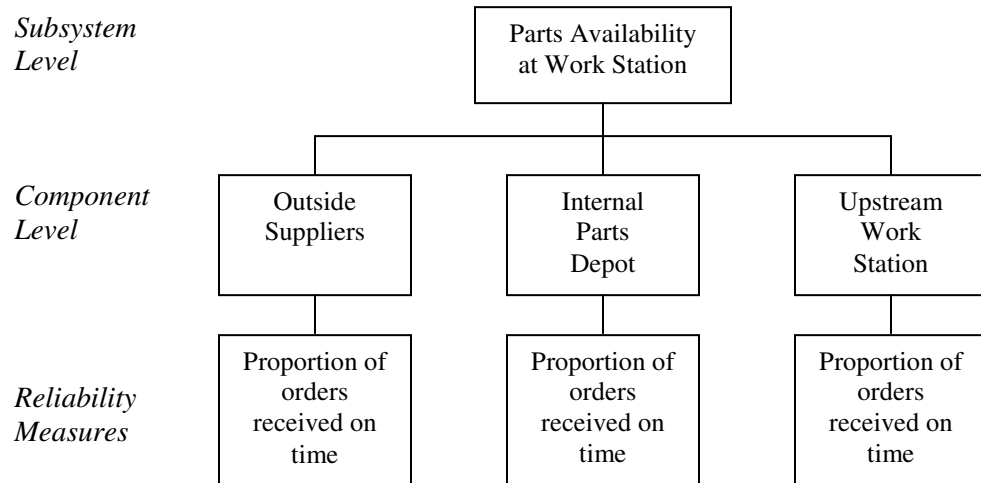 Subsystem
Level
Parts Availability
at Work Station
Component
Level
Outside
Suppliers
Internal
Parts
Depot
Upstream
Work
Station
Reliability
Measures
Proportion of
orders
received on
time
Proportion of
orders
received on
time
Proportion of
orders
received on
time